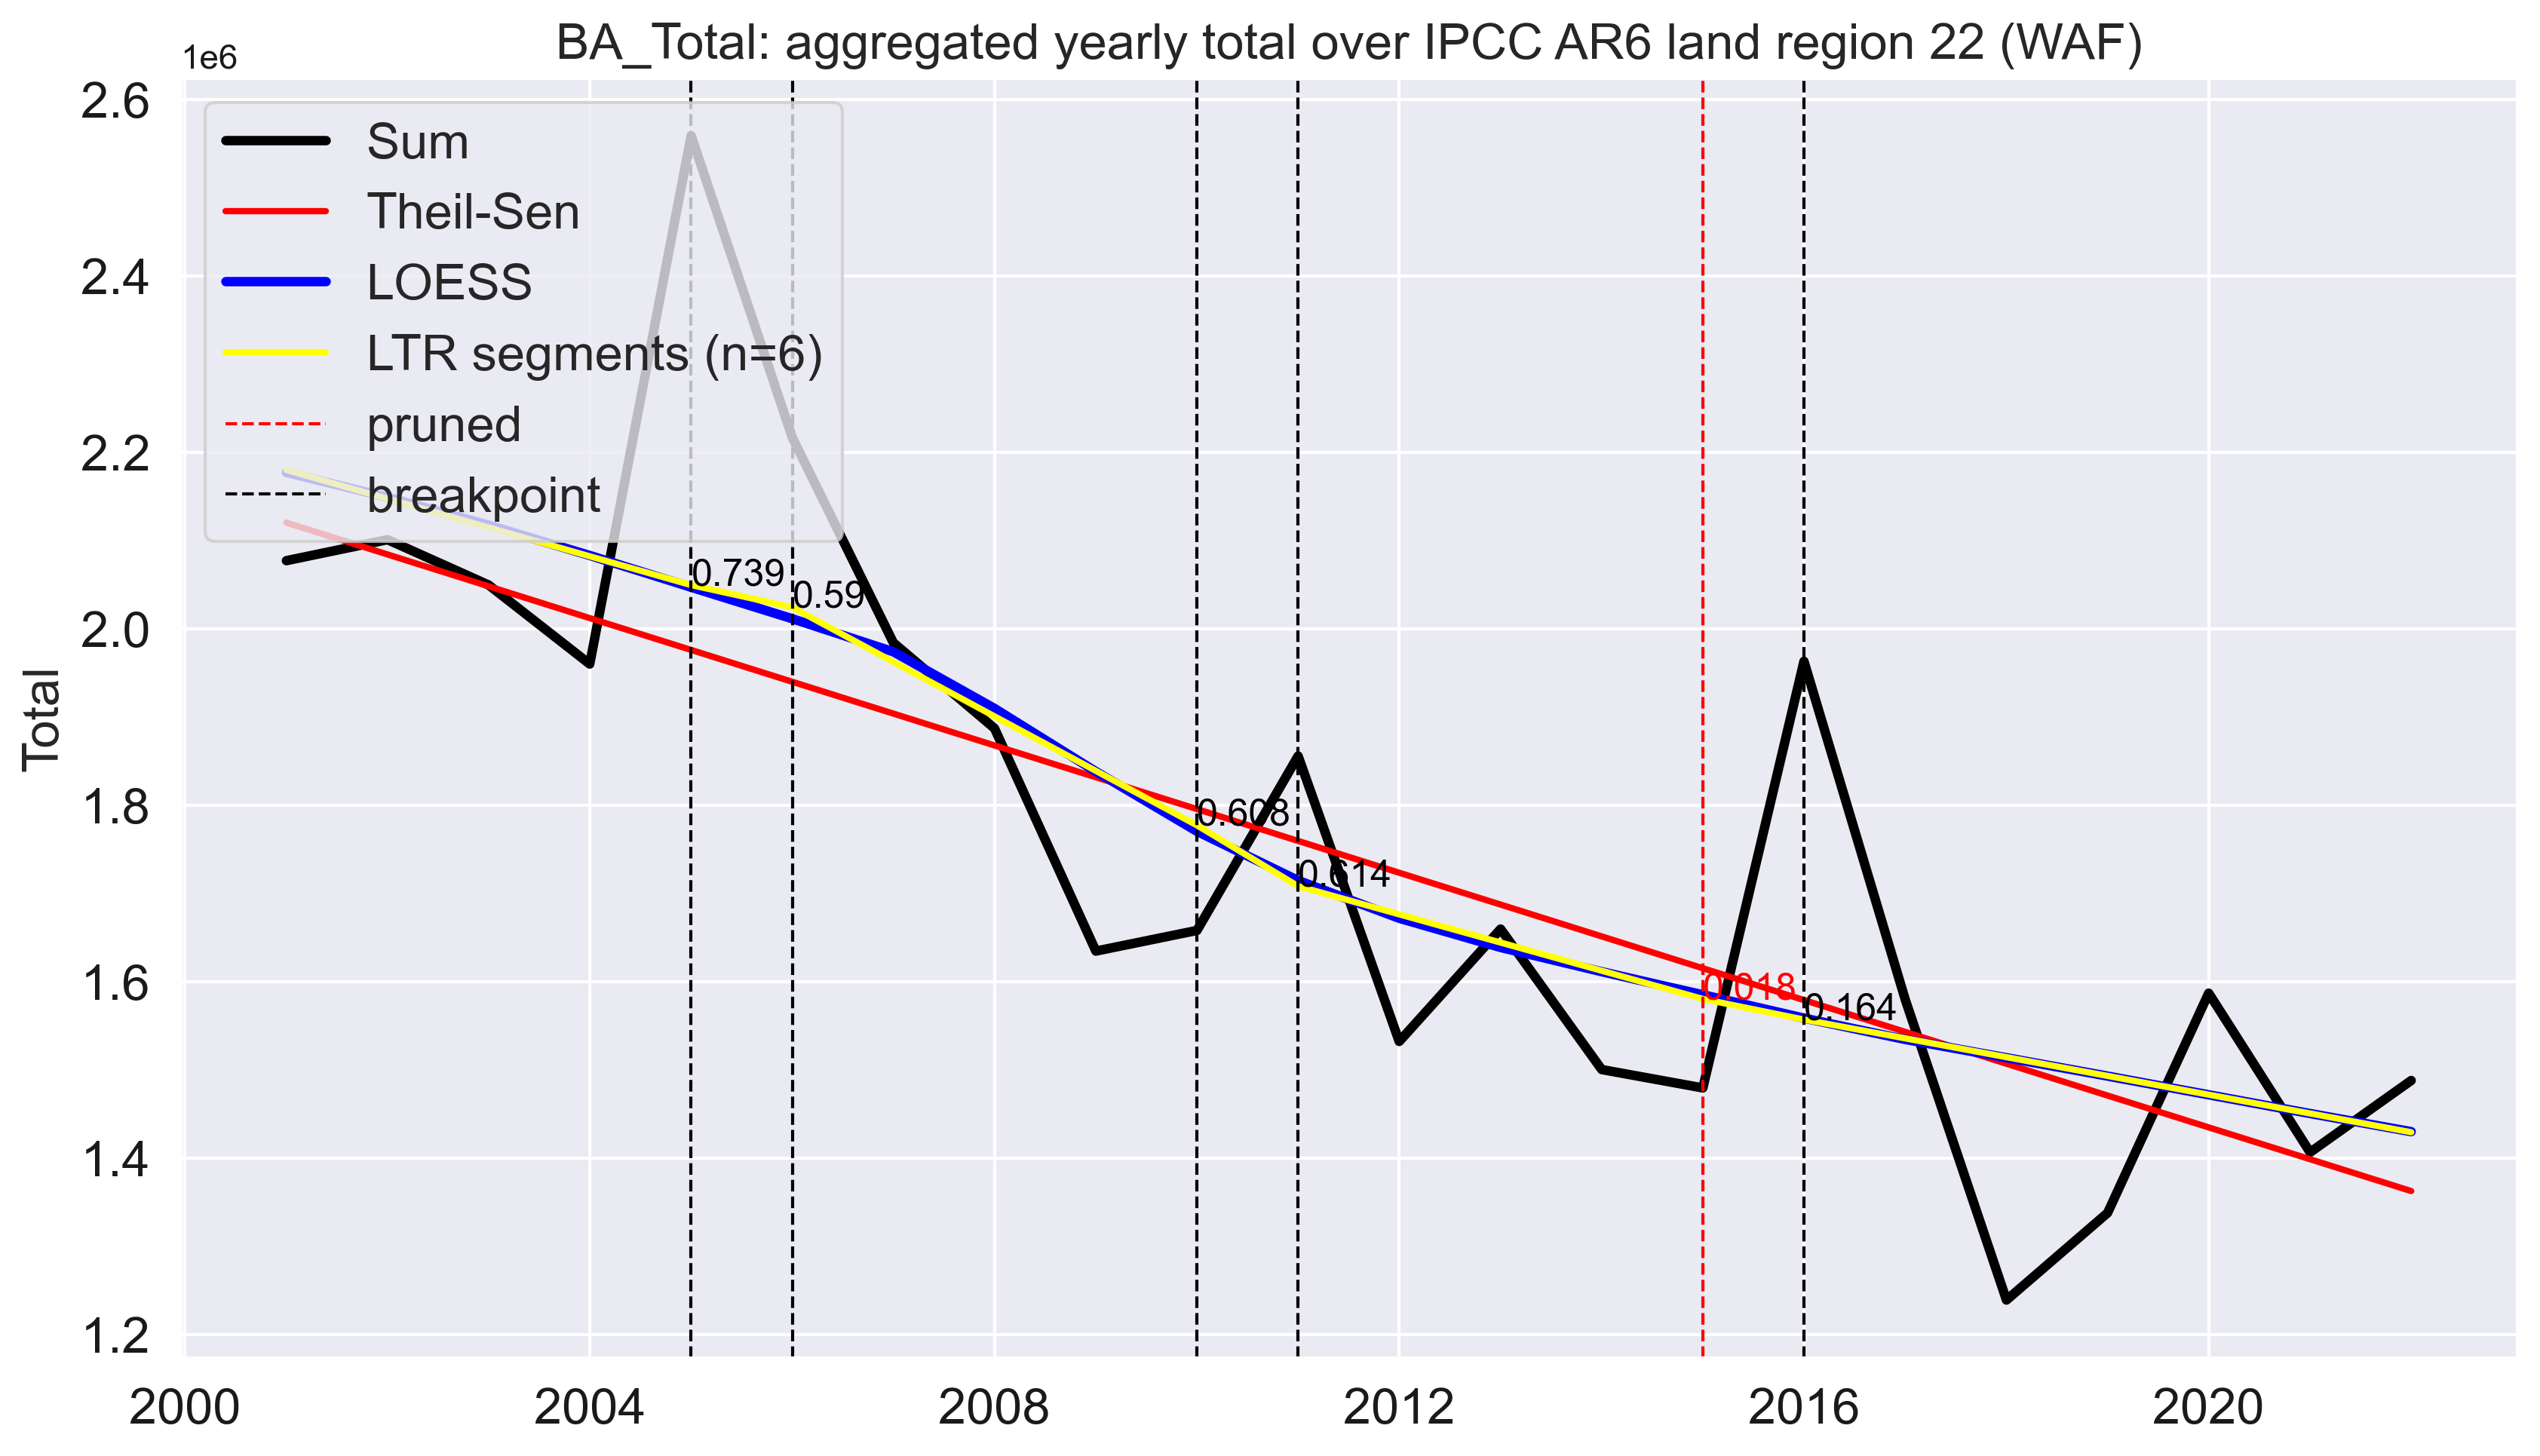 BA_Total: aggregated yearly total over IPCC AR6 land region 22 (WAF)
1e6
2.6
2.4
2.2
2.0
1.8
1.6
1.4
1.2
Total
Sum
Theil-Sen
LOESS
LTR segments (n=6)
pruned
breakpoint
0.739
0.59
0.608
0.614
0.018
0.164
2000
2004
2008
2012
2016
2020